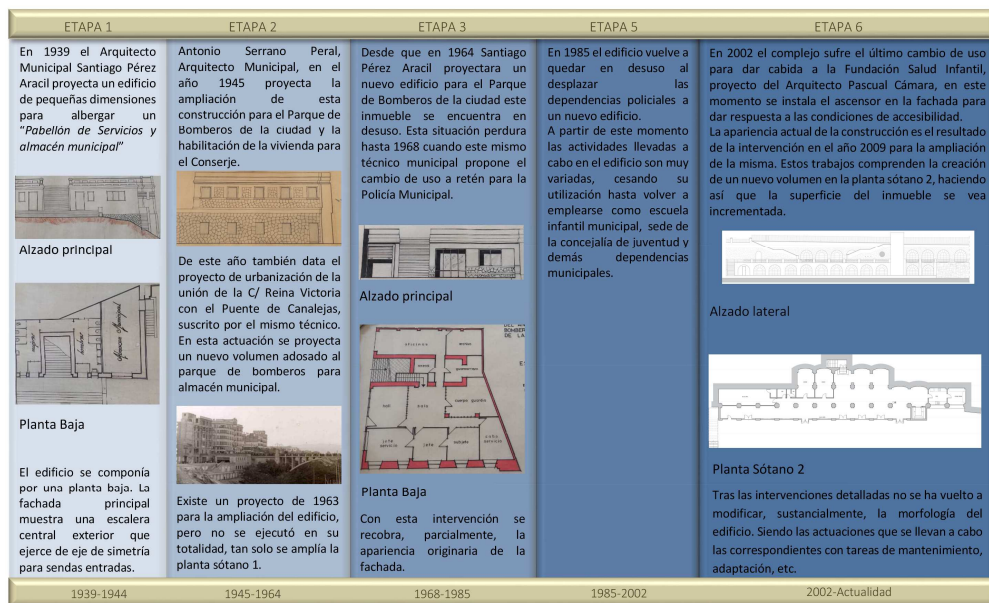 ETAPA 1
En 1939 el Arquitecto
Municipal Santiago Pérez
Aracil proyecta un edificio
de pequeñas dimensiones
para albergar un
"Pabellón de Servicios y
almacén municipal"
Alzado principal
Almacen Municipal
Planta Baja
El edificio se componía
por una planta baja. La
fachada principal
muestra una escalera
central exterior que
ejerce de eje de simetría
para sendas entradas.
1939-1944
ETAPA 2
Antonio Serrano Peral,
Arquitecto Municipal, en el
año 1945 proyecta la
ampliación de esta
construcción para el Parque de
Bomberos de la ciudad y la
habilitación de la vivienda para
el Conserje.
De este año también data el
proyecto de urbanización de la
unión de la C/ Reina Victoria
con el Puente de Canalejas,
suscrito por el mismo técnico.
En esta actuación se proyecta
un nuevo volumen adosado al
parque de bomberos para
almacén municipal.
Existe un proyecto de 1963
para la ampliación del edificio,
pero no se ejecutó en su
totalidad, tan solo se amplía la
planta sótano 1.
1945-1964
ETAPA 3
Desde que en 1964 Santiago
Pérez Aracil proyectara un
nuevo edificio para el Parque
de Bomberos de la ciudad este
inmueble se encuentra en
desuso. Esta situación perdura
hasta 1968 cuando este mismo
técnico municipal propone el
cambio de uso a retén para la
Policía Municipal.
Alzado principal
BOMBER
DE LA
oficinas
cuerpo guardia
sala
jefe
servicio
jefe
cabo
servicio
Planta Baja
Con esta intervención se
recobra, parcialmente, la
apariencia originaria de la
fachada.
1968-1985
ETAPA 5
En 1985 el edificio vuelve a
quedar en desuso al
desplazar las
dependencias policiales a
un nuevo edificio.
A partir de este momento
las actividades llevadas a
cabo en el edificio son muy
variadas, cesando su
utilización hasta volver a
emplearse como escuela
infantil municipal, sede de
la concejalía de juventud y
demás dependencias
municipales.
1985-2002
ETAPA 6
En 2002 el complejo sufre el último cambio de uso
para dar cabida a la Fundación Salud Infantil,
proyecto del Arquitecto Pascual Cámara, en este
momento se instala el ascensor en la fachada para
dar respuesta a las condiciones de accesibilidad.
La apariencia actual de la construcción es el resultado
de la intervención en el año 2009 para la ampliación
de la misma. Estos trabajos comprenden la creación
de un nuevo volumen en la planta sótano 2, haciendo
así que la superficie del inmueble se vea
incrementada.
Alzado lateral
Planta Sótano 2
Tras las intervenciones detalladas no se ha vuelto a
modificar, sustancialmente, la morfología del
edificio. Siendo las actuaciones que se llevan a cabo
las correspondientes con tareas de mantenimiento,
adaptación, etc.
2002-Actualidad